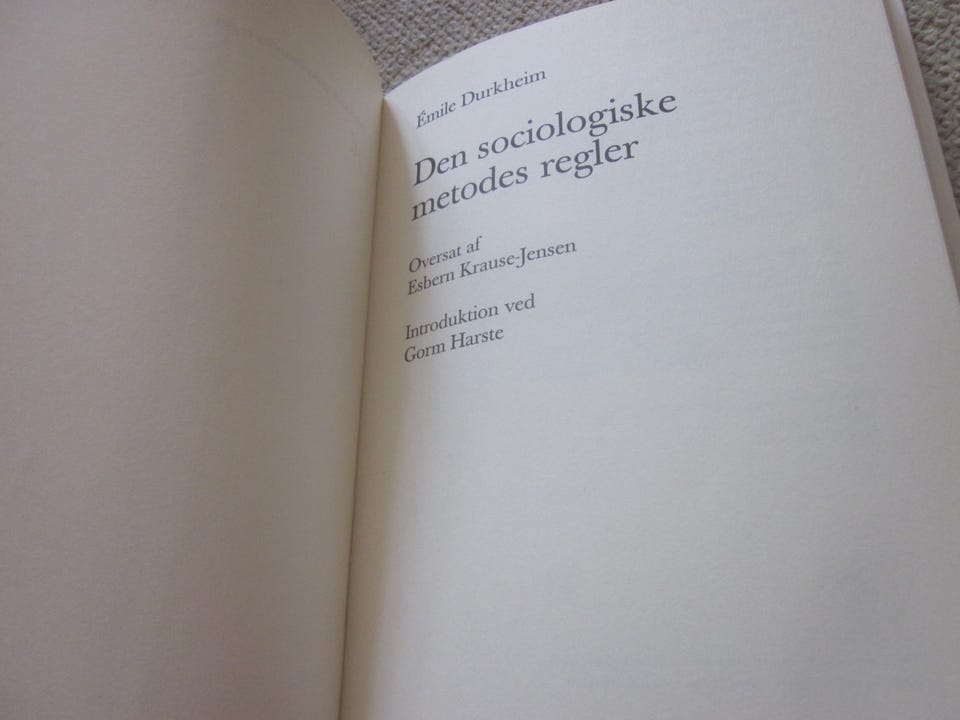 Émile Durkheim
Den sociologiske
metodes regler
Oversat af
Esbern Krause-Jensen
Introduktion ved
Gorm Harste